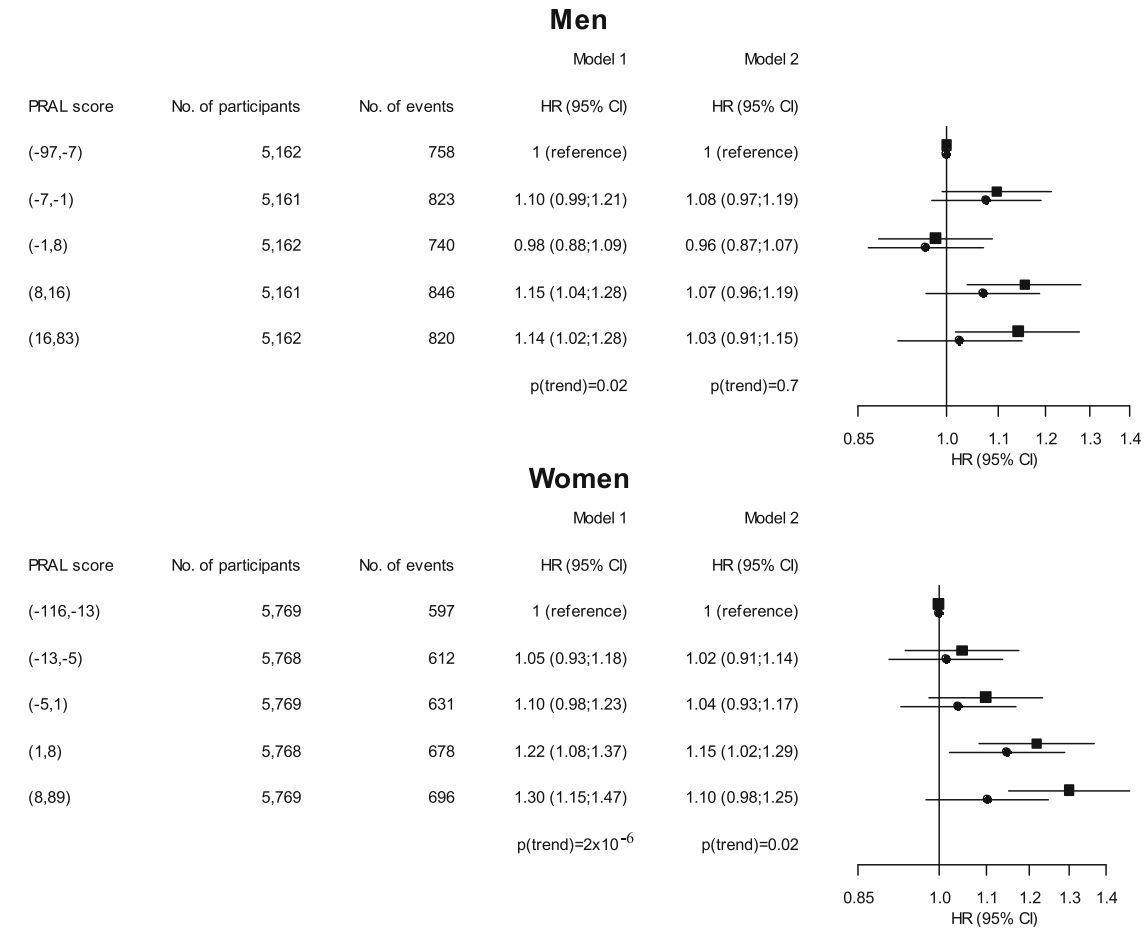 Men
Model 1 Model 2
PRAL score No. of participants No. of events HR (95% CI) HR (95% CI)
(-97,-7) 5,162 758 1 (reference) 1 (reference)
(-7,-1) 5,161 823 1.10 (0.99;1.21) 1.08 (0.97;1.19)
(-1,8) 5,162 740 0.98 (0.88;1.09) 0.96 (0.87;1.07)
(8,16) 5,161 846 1.15 (1.04;1.28) 1.07 (0.96;1.19)
(16,83) 5,162 820 1.14 (1.02;1.28) 1.03 (0.91;1.15)
p(trend)=0.02 p(trend)=0.7
0.85 1.0 1.1 1.2 1.3 1.4
HR (95% CI)
Women
Model 1 Model 2
PRAL score No. of participants No. of events HR (95% CI) HR (95% CI)
(-116,-13) 5,769 597 1 (reference) 1 (reference)
(-13,-5) 5,768 612 1.05 (0.93;1.18) 1.02 (0.91;1.14)
(-5,1) 5,769 631 1.10 (0.98;1.23) 1.04 (0.93;1.17)
(1,8) 5,768 678 1.22 (1.08;1.37) 1.15 (1.02;1.29)
(8,89) 5,769 696 1.30 (1.15;1.47) 1.10 (0.98;1.25)
p(trend)=2x10⁻⁶ p(trend)=0.02
0.85 1.0 1.1 1.2 1.3 1.4
HR (95% CI)